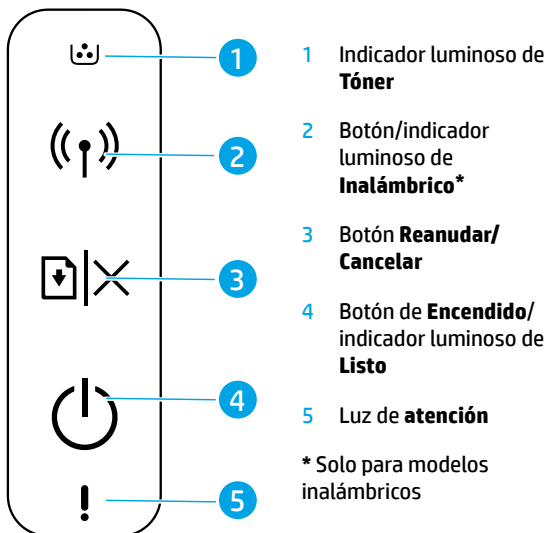 1
1 Indicador luminoso de
Tóner
2
2 Botón/indicador
luminoso de
Inalámbrico*
3
3 Botón Reanudar/
Cancelar
4
4 Botón de Encendido/
indicador luminoso de
Listo
5
5 Luz de atención
* Solo para modelos
inalámbricos